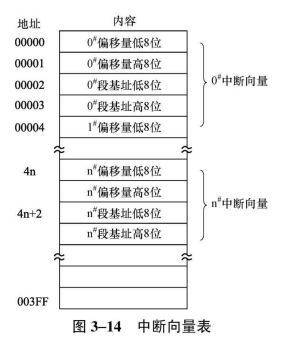 地址 内容
00000 0#偏移量低8位
00001 0#偏移量高8位
00002 0#段基址低8位
00003 0#段基址高8位
0#中断向量
00004 1#偏移量低8位
4n n#偏移量低8位
n#偏移量高8位
4n+2 n#段基址低8位
n#段基址高8位
n#中断向量
003FF
图 3–14 中断向量表